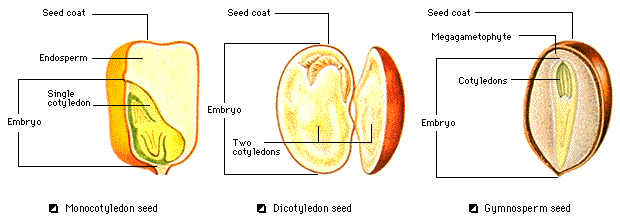 Seed coat
Endosperm
Single
cotyledon
Embryo
Monocotyledon seed
Seed coat
Embryo
Two
cotyledons
Dicotyledon seed
Seed coat
Megagametophyte
Cotyledons
Embryo
Gymnosperm seed